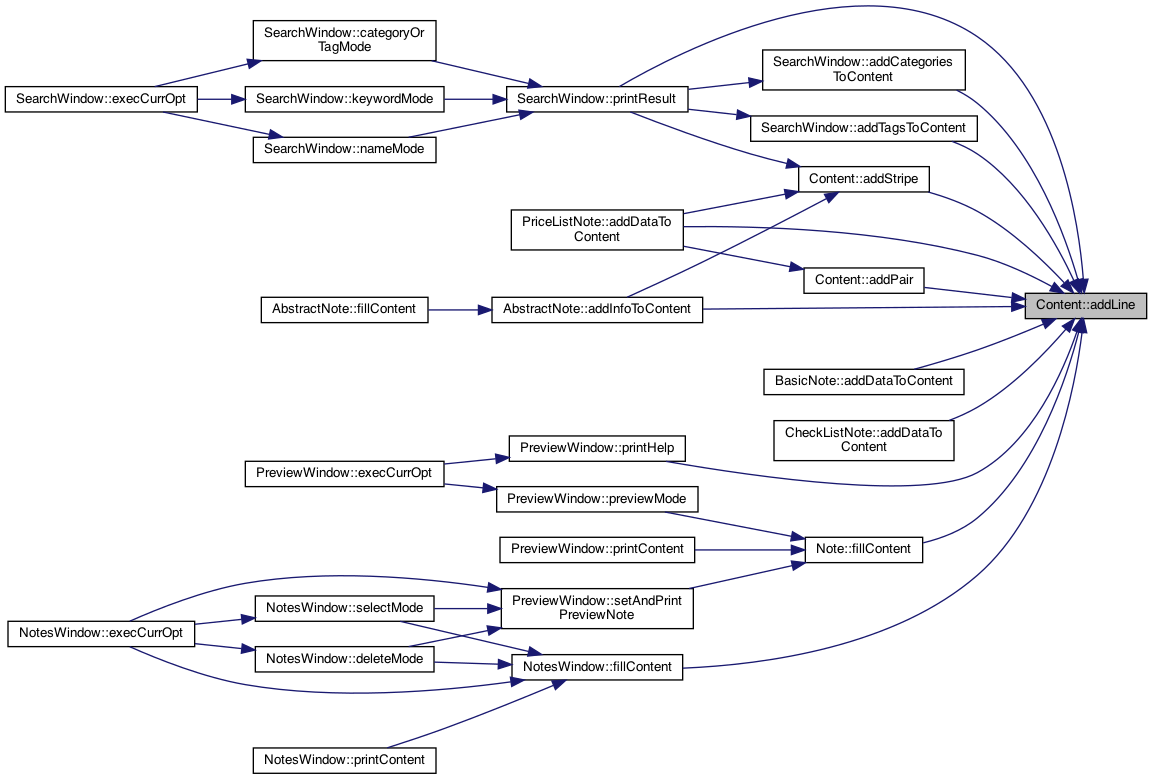 SearchWindow::categoryOr
TagMode
SearchWindow::addCategories
ToContent
SearchWindow::execCurrOpt
SearchWindow::keywordMode
SearchWindow::printResult
SearchWindow::addTagsToContent
SearchWindow::nameMode
Content::addStripe
PriceListNote::addDataTo
Content
Content::addPair
Content::addLine
AbstractNote::fillContent
AbstractNote::addInfoToContent
BasicNote::addDataToContent
CheckListNote::addDataTo
Content
PreviewWindow::printHelp
PreviewWindow::execCurrOpt
PreviewWindow::previewMode
PreviewWindow::printContent
Note::fillContent
PreviewWindow::setAndPrint
PreviewNote
NotesWindow::selectMode
NotesWindow::execCurrOpt
NotesWindow::deleteMode
NotesWindow::fillContent
NotesWindow::printContent